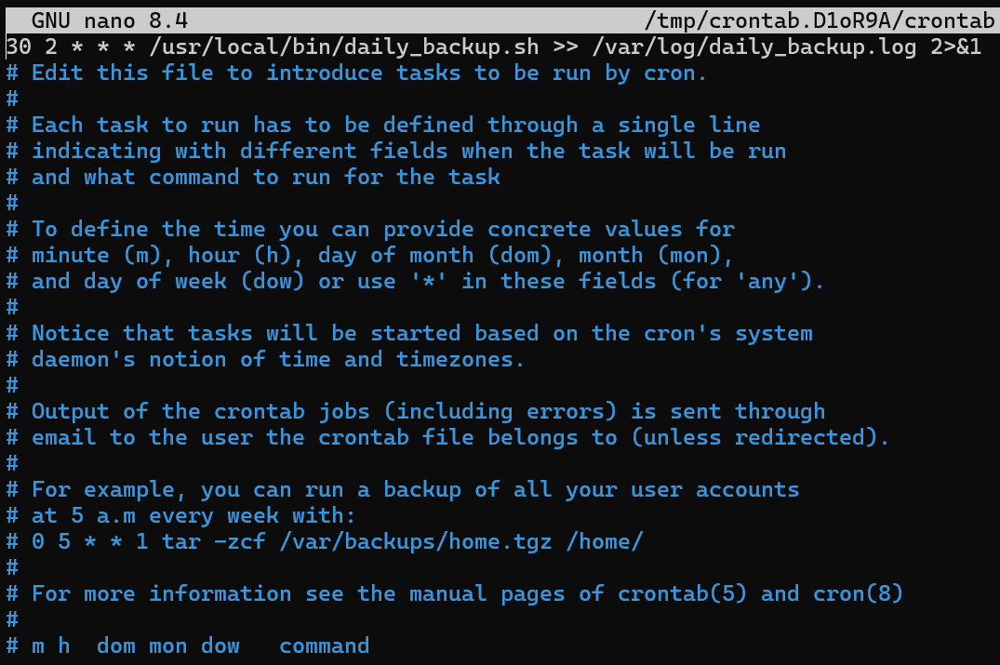 GNU nano 8.4 /tmp/crontab.D1oR9A/crontab
30 2 * * * /usr/local/bin/daily_backup.sh >> /var/log/daily_backup.log 2>&1
# Edit this file to introduce tasks to be run by cron.
#
# Each task to run has to be defined through a single line
# indicating with different fields when the task will be run
# and what command to run for the task
#
# To define the time you can provide concrete values for
# minute (m), hour (h), day of month (dom), month (mon),
# and day of week (dow) or use '*' in these fields (for 'any').
#
# Notice that tasks will be started based on the cron's system
# daemon's notion of time and timezones.
#
# Output of the crontab jobs (including errors) is sent through
# email to the user the crontab file belongs to (unless redirected).
#
# For example, you can run a backup of all your user accounts
# at 5 a.m every week with:
# 0 5 * * 1 tar -zcf /var/backups/home.tgz /home/
#
# For more information see the manual pages of crontab(5) and cron(8)
#
# m h  dom mon dow   command